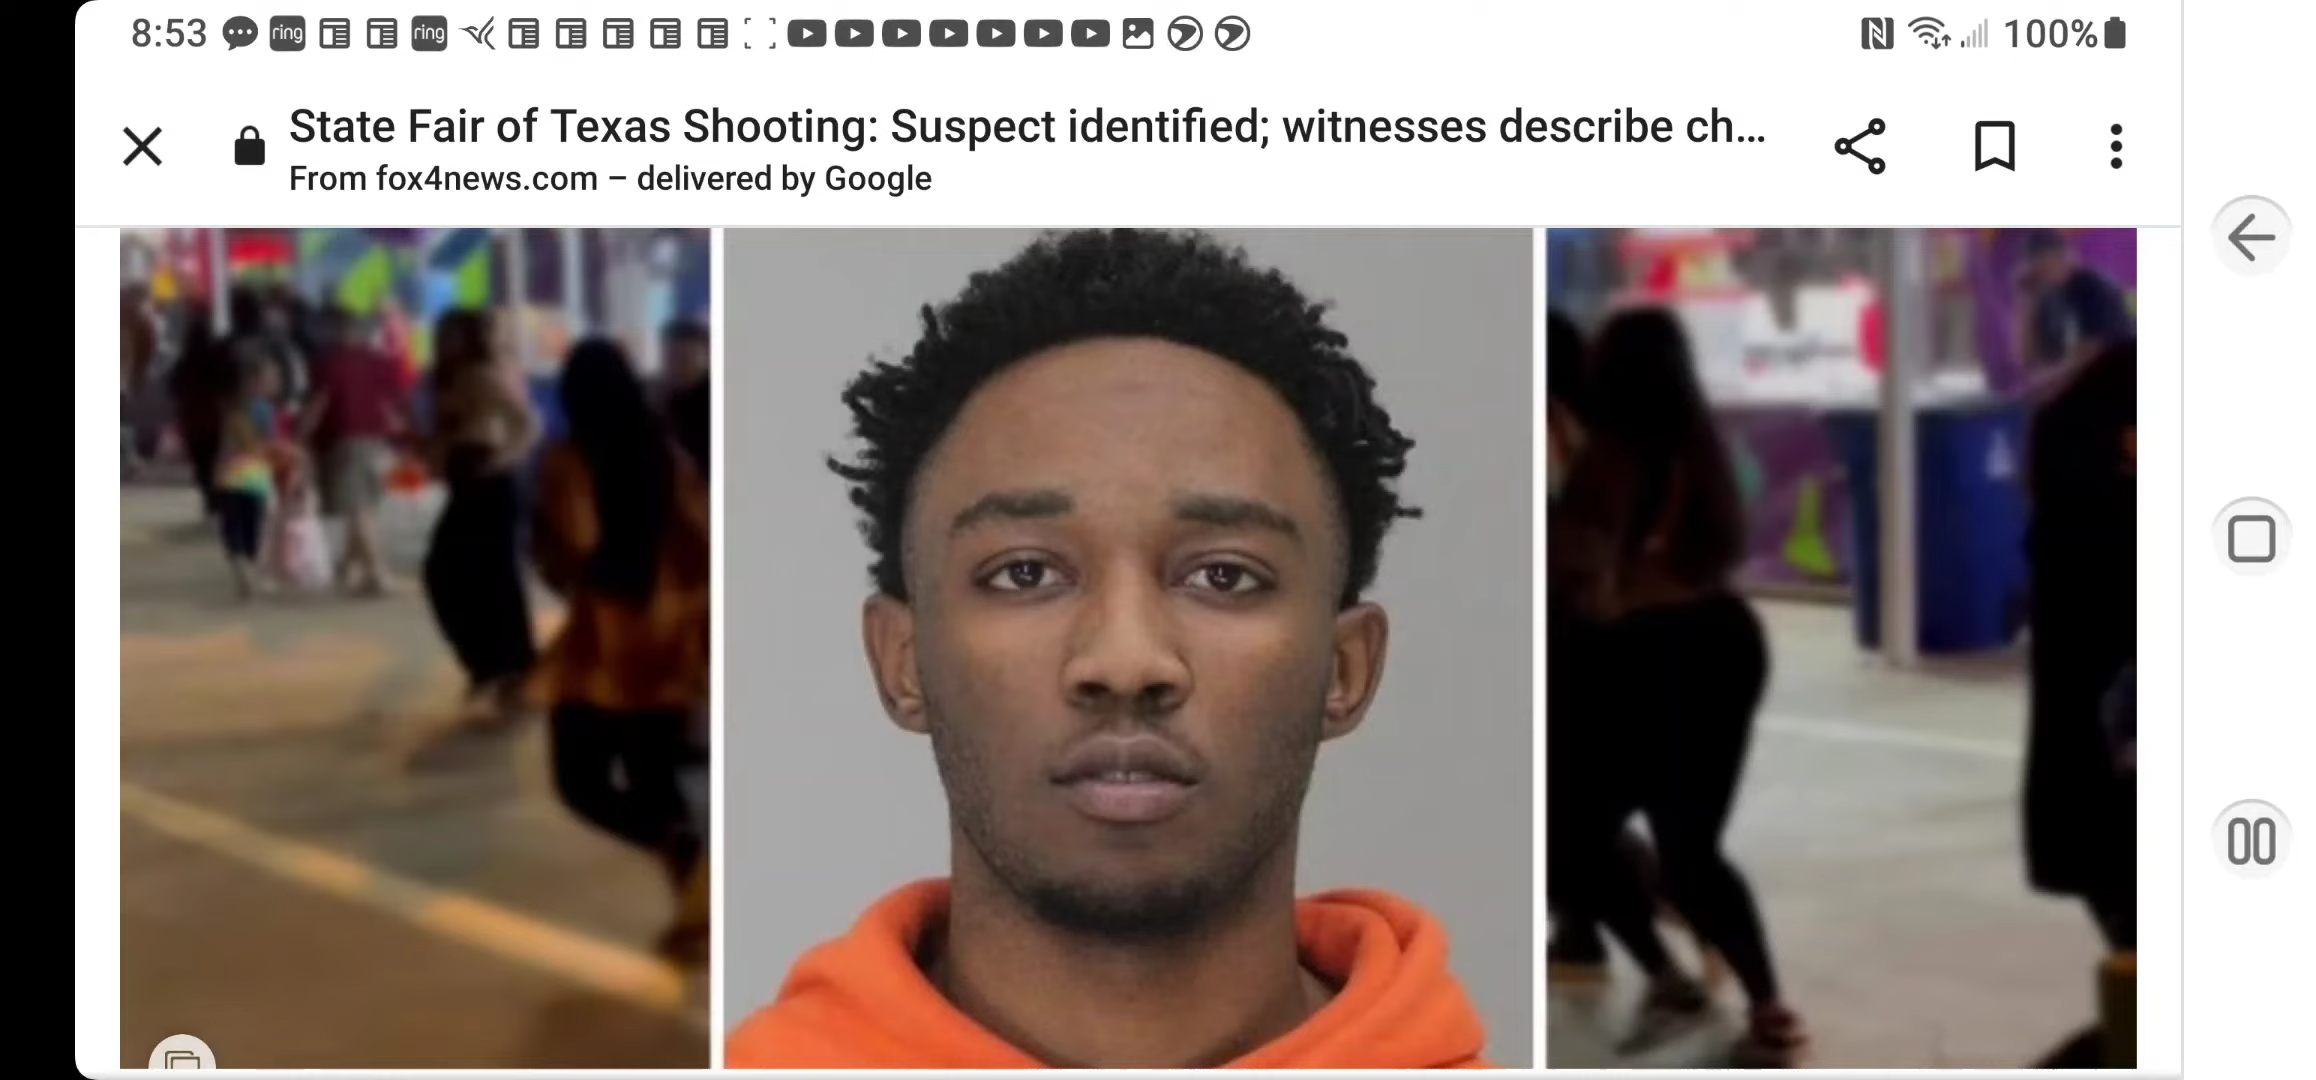 8:53 ring ring 100%
State Fair of Texas Shooting: Suspect identified; witnesses describe ch...
From fox4news.com – delivered by Google